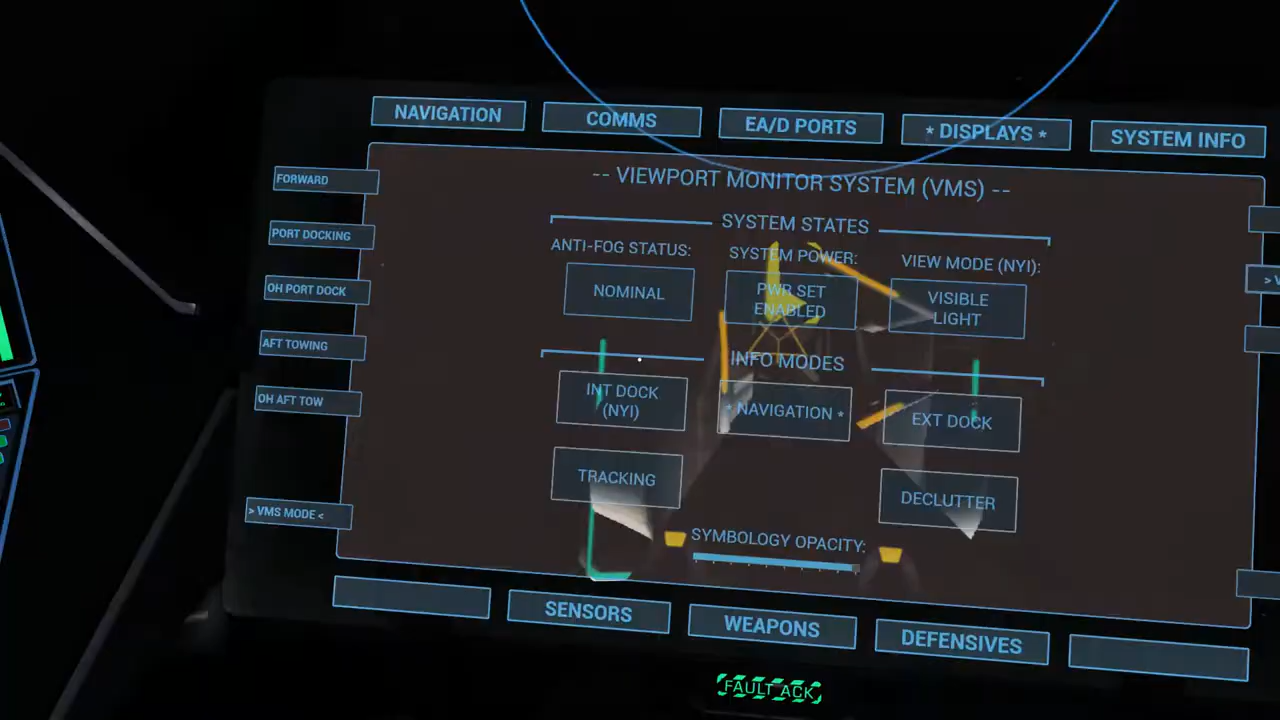 NAVIGATION
COMMS
EA/D PORTS
* DISPLAYS *
SYSTEM INFO
FORWARD
PORT DOCKING
OH PORT DOCK
AFT TOWING
OH AFT TOW
> VMS MODE <
-- VIEWPORT MONITOR SYSTEM (VMS) --
SYSTEM STATES
ANTI-FOG STATUS:
SYSTEM POWER:
VIEW MODE (NYI):
NOMINAL
PWR SET
ENABLED
VISIBLE
LIGHT
INFO MODES
INT DOCK
(NYI)
* NAVIGATION *
EXT DOCK
TRACKING
DECLUTTER
SYMBOLOGY OPACITY:
SENSORS
WEAPONS
DEFENSIVES
FAULT ACK